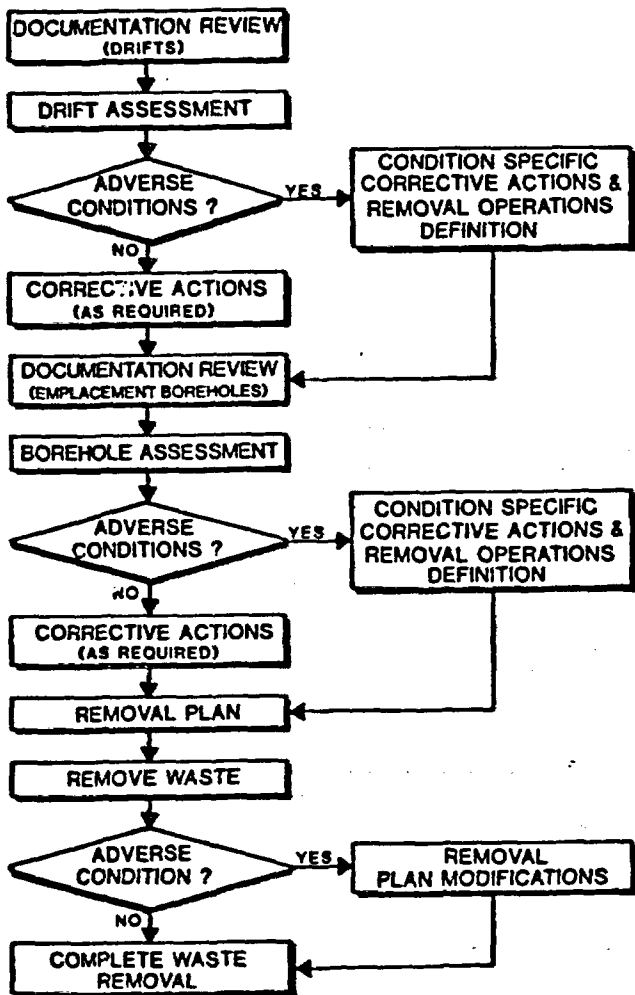 DOCUMENTATION REVIEW
(DRIFTS)
DRIFT ASSESSMENT
ADVERSE
CONDITIONS ?
YES
CONDITION SPECIFIC
CORRECTIVE ACTIONS &
REMOVAL OPERATIONS
DEFINITION
NO
CORRECTIVE ACTIONS
(AS REQUIRED)
DOCUMENTATION REVIEW
(EMPLACEMENT BOREHOLES)
BOREHOLE ASSESSMENT
ADVERSE
CONDITIONS ?
YES
CONDITION SPECIFIC
CORRECTIVE ACTIONS &
REMOVAL OPERATIONS
DEFINITION
NO
CORRECTIVE ACTIONS
(AS REQUIRED)
REMOVAL PLAN
REMOVE WASTE
ADVERSE
CONDITION ?
YES
REMOVAL
PLAN MODIFICATIONS
NO
COMPLETE WASTE
REMOVAL